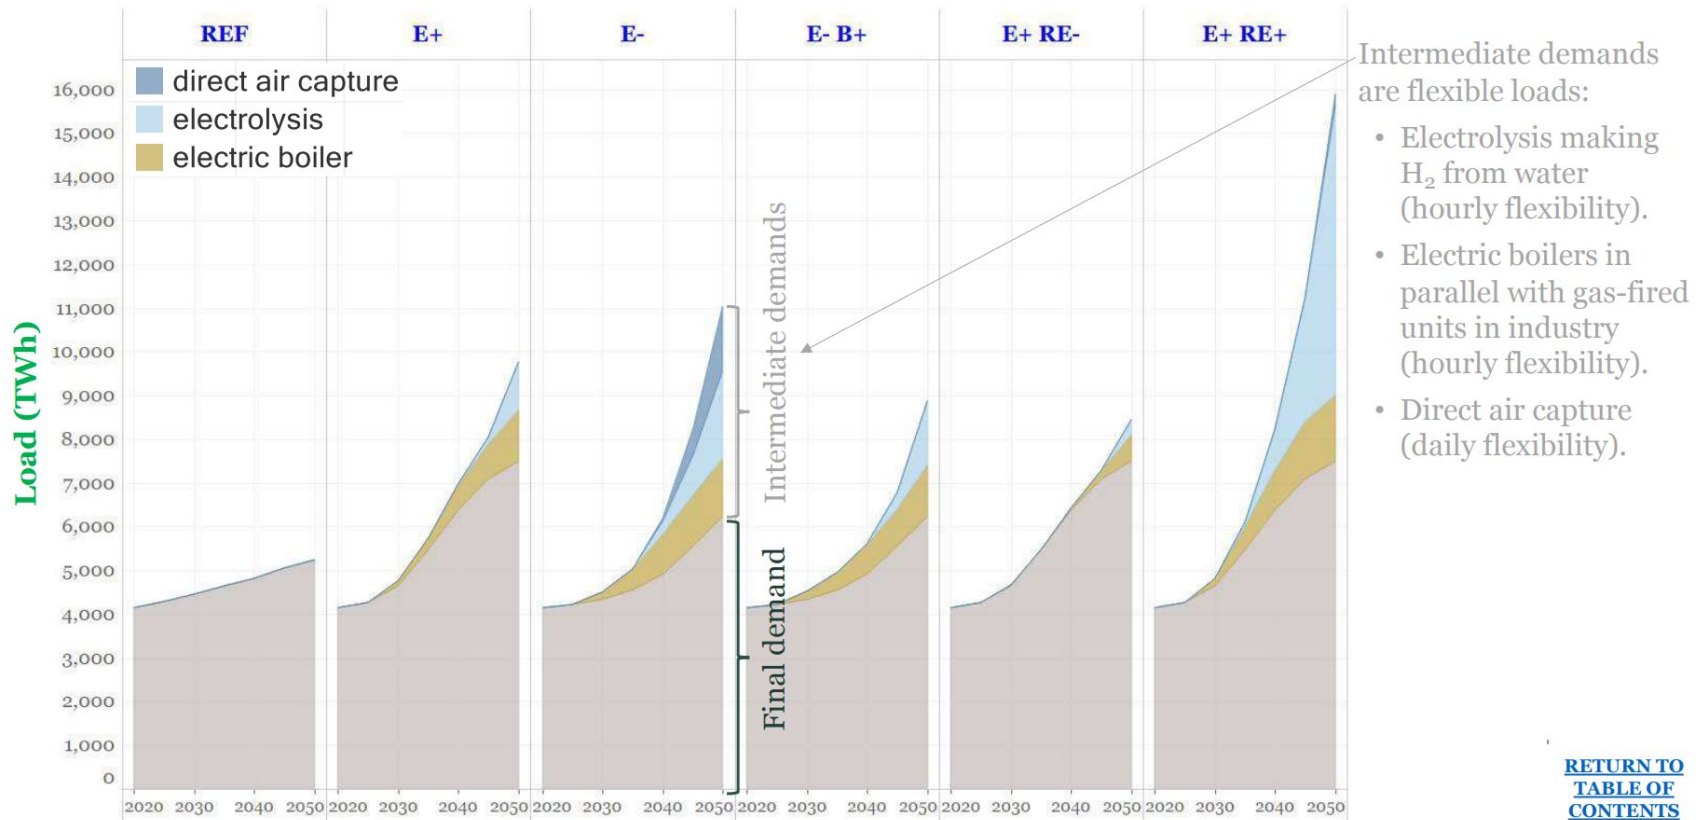 REF
E+
E-
E- B+
E+ RE-
E+ RE+
direct air capture
electrolysis
electric boiler
Load (TWh)
16,000
15,000
14,000
13,000
12,000
11,000
10,000
9,000
8,000
7,000
6,000
5,000
4,000
3,000
2,000
1,000
0
2020 2030 2040 2050
2020 2030 2040 2050
2020 2030 2040 2050
2020 2030 2040 2050
2020 2030 2040 2050
2020 2030 2040 2050
Intermediate demands
Final demand
Intermediate demands
are flexible loads:
• Electrolysis making
H₂ from water
(hourly flexibility).
• Electric boilers in
parallel with gas-fired
units in industry
(hourly flexibility).
• Direct air capture
(daily flexibility).
RETURN TO
TABLE OF
CONTENTS